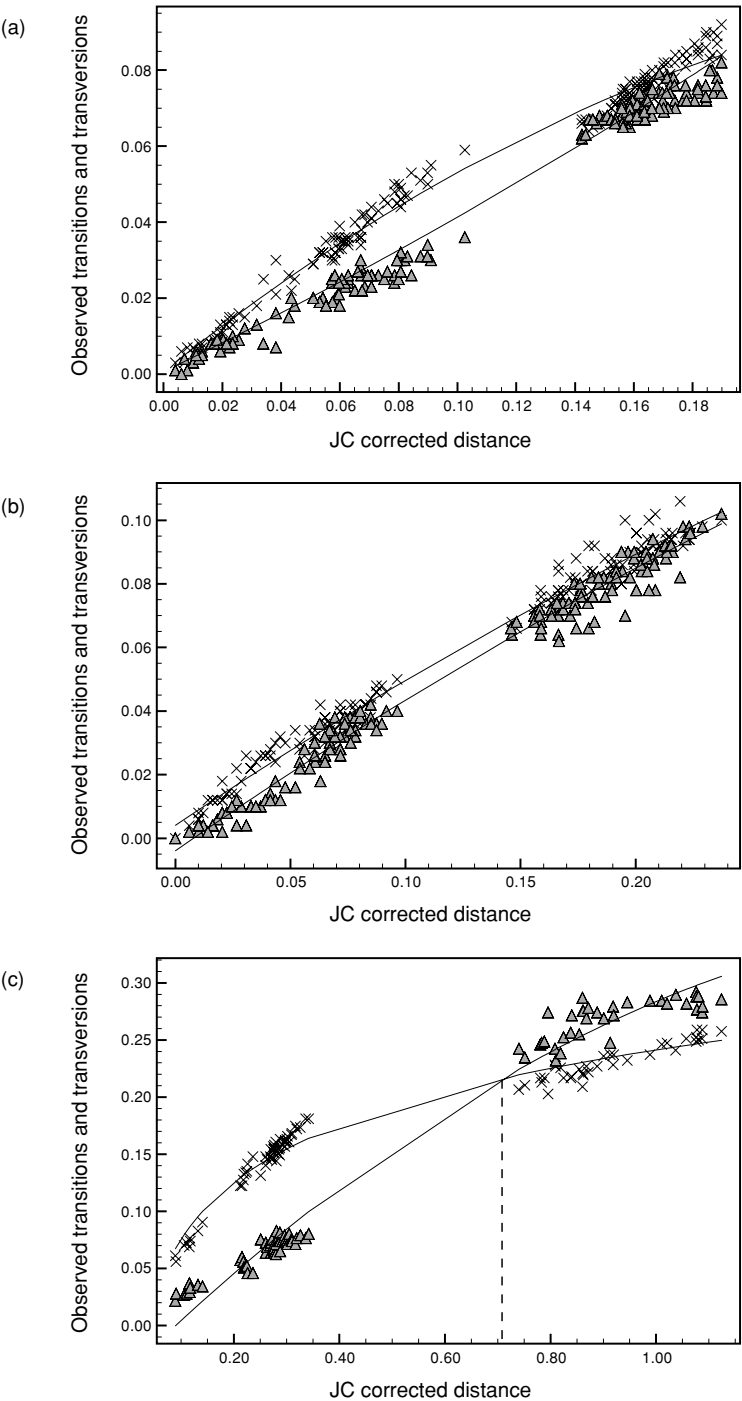 (a)
Observed transitions and transversions
0.08
0.06
0.04
0.02
0.00
0.00 0.02 0.04 0.06 0.08 0.10 0.12 0.14 0.16 0.18
JC corrected distance
(b)
Observed transitions and transversions
0.10
0.08
0.06
0.04
0.02
0.00
0.00 0.05 0.10 0.15 0.20
JC corrected distance
(c)
Observed transitions and transversions
0.30
0.25
0.20
0.15
0.10
0.05
0.00
0.20 0.40 0.60 0.80 1.00
JC corrected distance